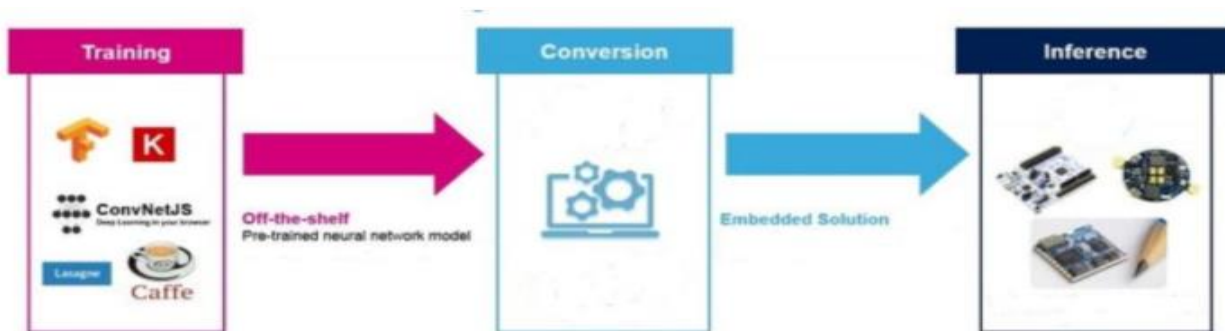 Training
Conversion
Inference
K
ConvNetJS
Deep Learning in your browser
Off-the-shelf
Pre-trained neural network model
Embedded Solution
Lasagne
Caffe